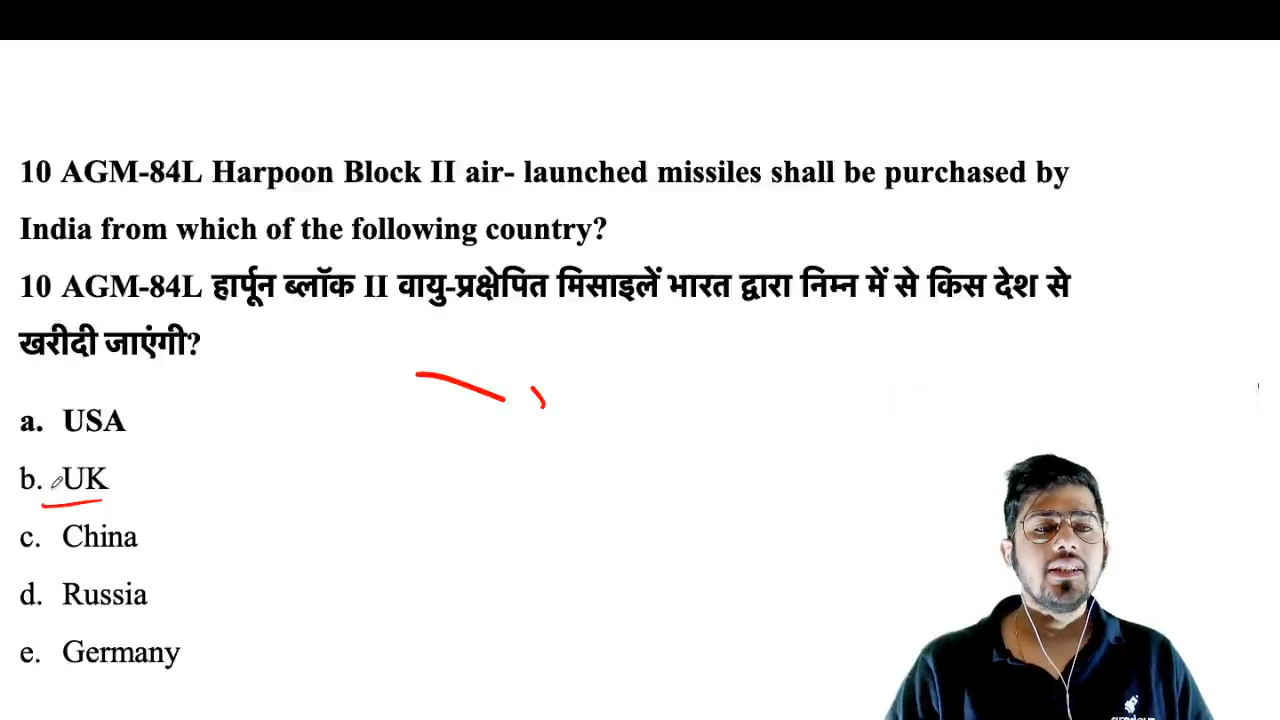 10 AGM-84L Harpoon Block II air- launched missiles shall be purchased by
India from which of the following country?
10 AGM-84L हार्पून ब्लॉक II वायु-प्रक्षेपित मिसाइलें भारत द्वारा निम्न में से किस देश से
खरीदी जाएंगी?
a. USA
b. UK
c. China
d. Russia
e. Germany